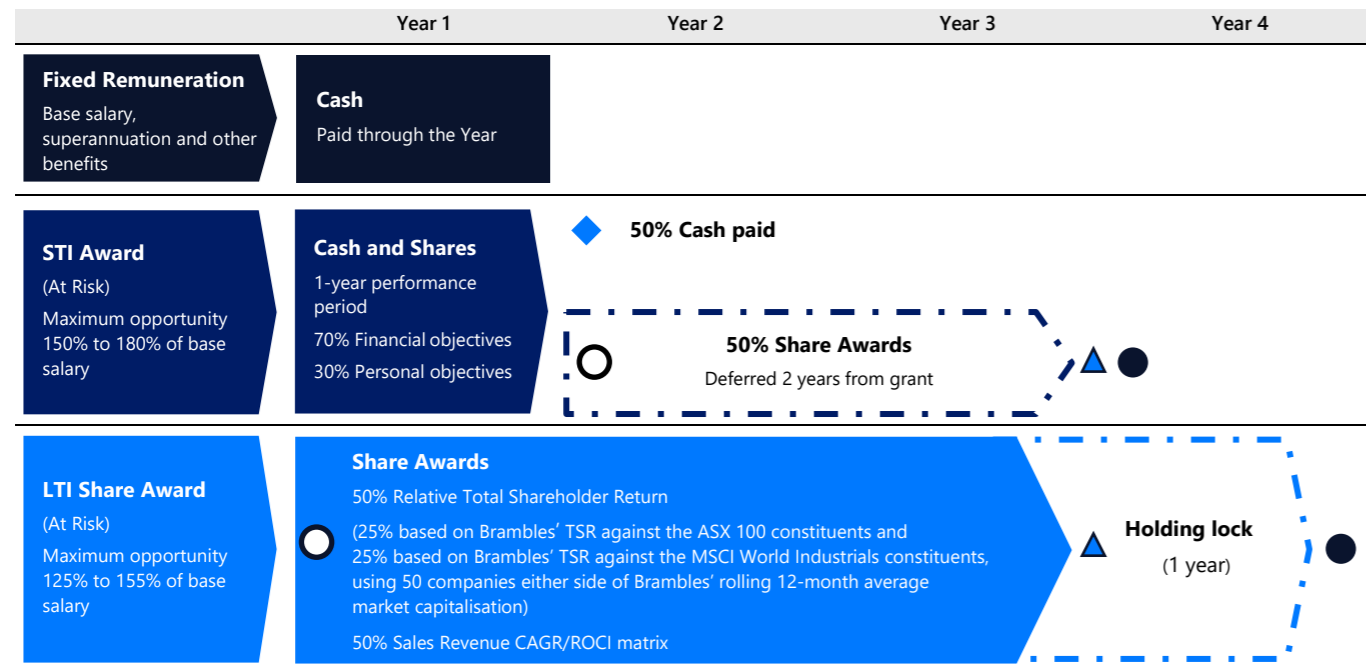 Year 1 Year 2 Year 3 Year 4
Fixed Remuneration
Base salary,
superannuation and other
benefits
Cash
Paid through the Year
STI Award
(At Risk)
Maximum opportunity
150% to 180% of base
salary
Cash and Shares
1-year performance
period
70% Financial objectives
30% Personal objectives
50% Cash paid
50% Share Awards
Deferred 2 years from grant
LTI Share Award
(At Risk)
Maximum opportunity
125% to 155% of base
salary
Share Awards
50% Relative Total Shareholder Return
(25% based on Brambles’ TSR against the ASX 100 constituents and
25% based on Brambles’ TSR against the MSCI World Industrials constituents,
using 50 companies either side of Brambles’ rolling 12-month average
market capitalisation)
50% Sales Revenue CAGR/ROCI matrix
Holding lock
(1 year)